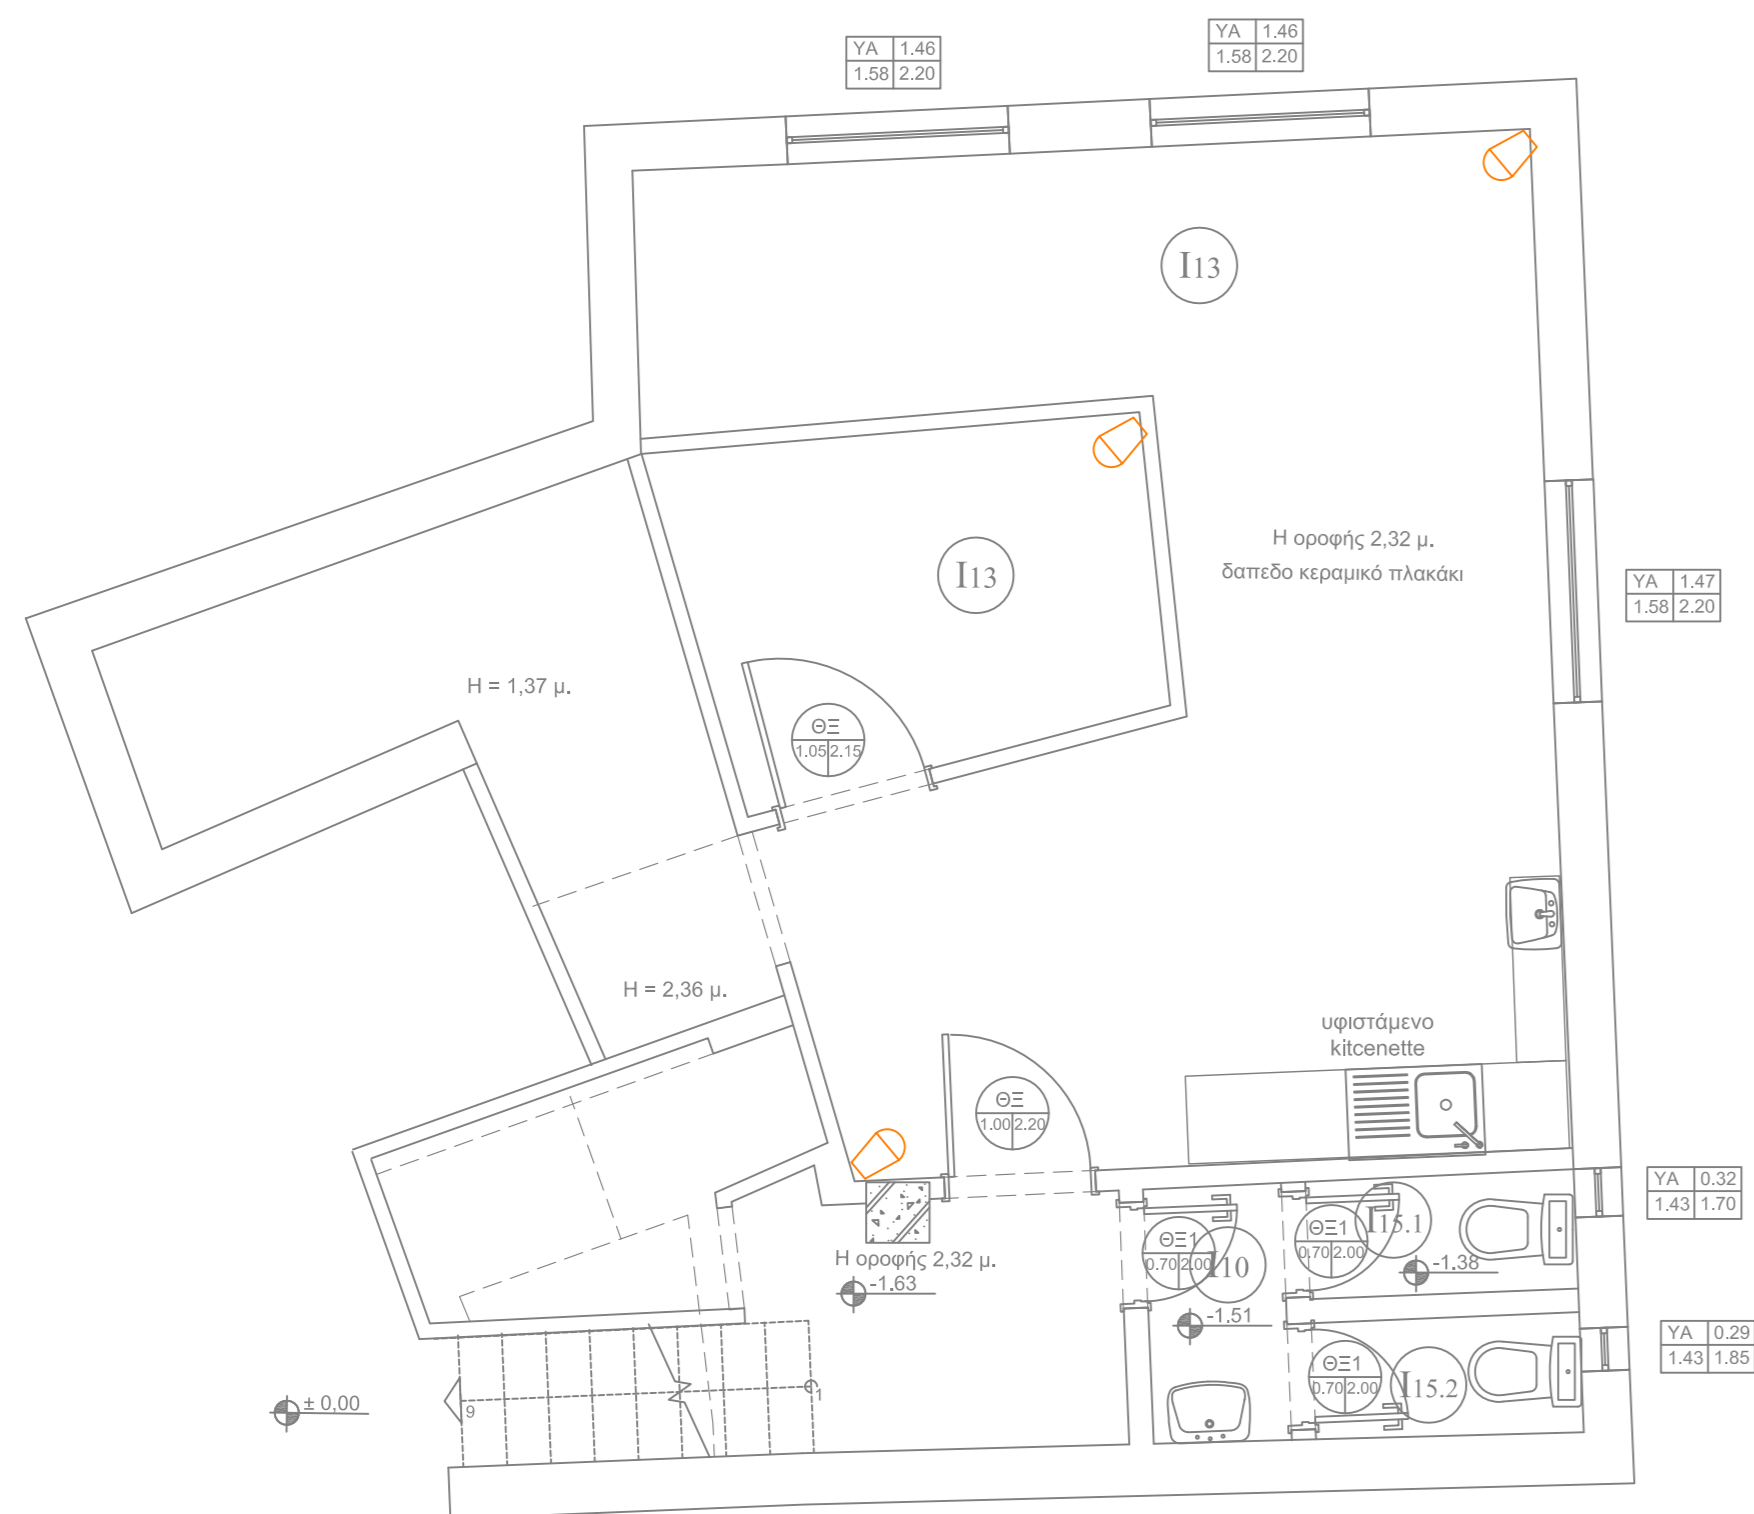 ΥΑ 1.46
1.58 2.20
ΥΑ 1.46
1.58 2.20
I13
Η οροφής 2,32 μ.
δαπεδο κεραμικό πλακάκι
I13
ΥΑ 1.47
1.58 2.20
Η = 1,37 μ.
ΘΞ
1.05 2.15
Η = 2,36 μ.
υφιστάμενο
kitcenette
ΘΞ
1.00 2.20
ΥΑ 0.32
1.43 1.70
I15.1
ΘΞ1
0.70 2.00
ΘΞ1
0.70 2.00
I10
Η οροφής 2,32 μ.
-1.63
-1.38
-1.51
ΥΑ 0.29
1.43 1.85
ΘΞ1
0.70 2.00
I15.2
± 0,00
9
1